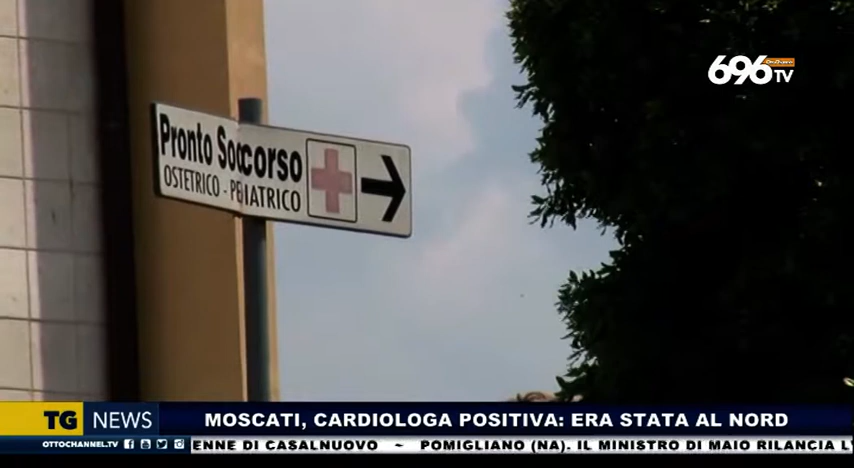 696 OttoChannel TV
Pronto Soccorso
OSTETRICO - PEDIATRICO
TG NEWS
MOSCATI, CARDIOLOGA POSITIVA: ERA STATA AL NORD
OTTOCHANNEL.TV
ENNE DI CASALNUOVO ~ POMIGLIANO (NA). IL MINISTRO DI MAIO RILANCIA L'